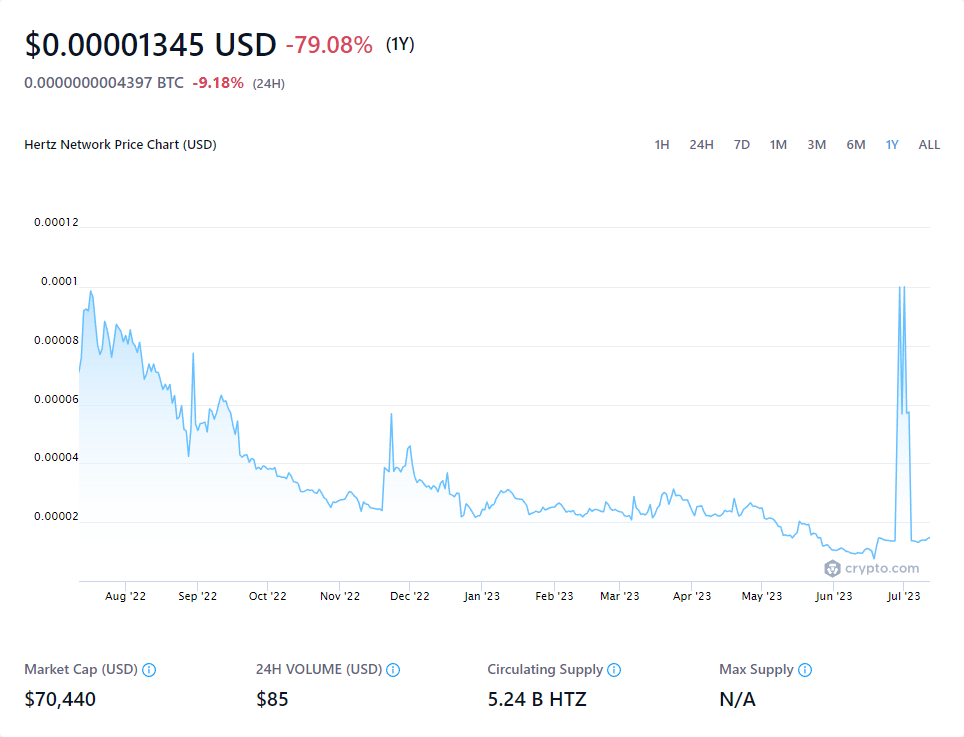 $0.00001345 USD -79.08% (1Y)
0.0000000004397 BTC -9.18% (24H)
Hertz Network Price Chart (USD) 1H 24H 7D 1M 3M 6M 1Y ALL
0.00012
0.0001
0.00008
0.00006
0.00004
0.00002
crypto.com
Aug '22 Sep '22 Oct '22 Nov '22 Dec '22 Jan '23 Feb '23 Mar '23 Apr '23 May '23 Jun '23 Jul '23
Market Cap (USD) 24H VOLUME (USD) Circulating Supply Max Supply
$70,440 $85 5.24 B HTZ N/A